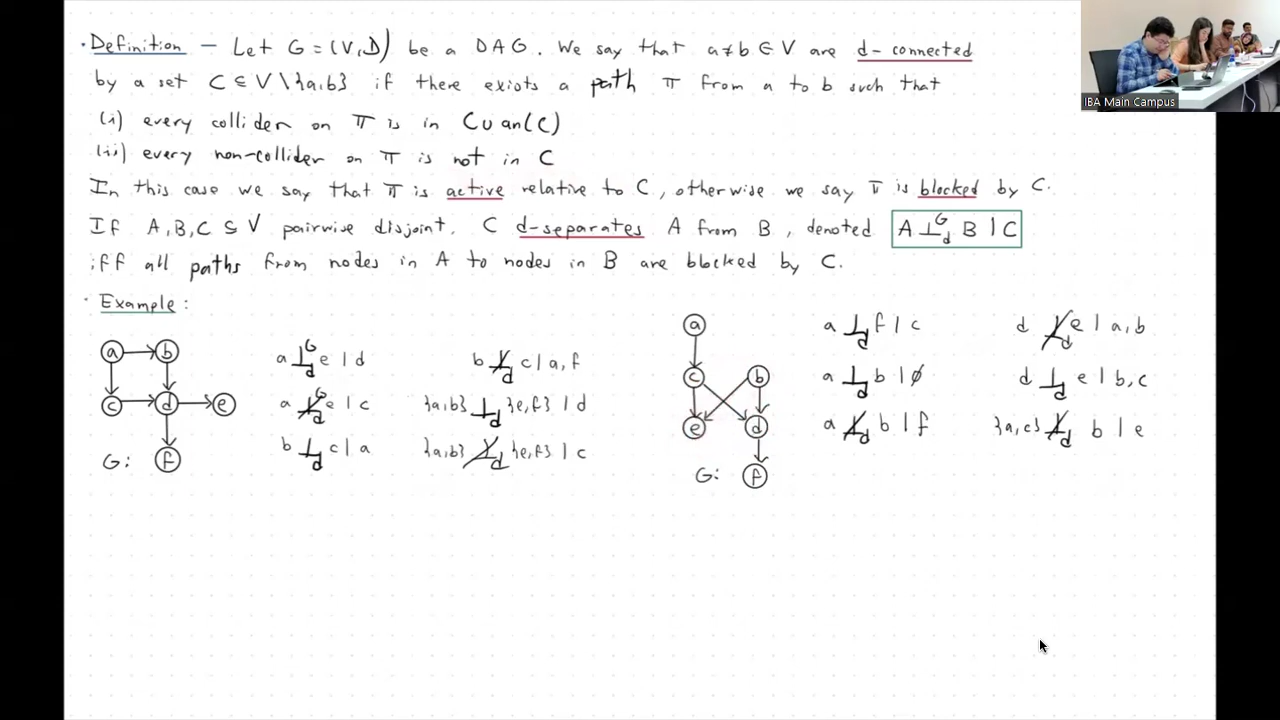 · Definition – Let G = (V,D) be a DAG. We say that a≠b ∈ V are d-connected
by a set C ⊆ V\{a,b} if there exists a path π from a to b such that
(i) every collider on π is in C ∪ an(C)
(ii) every non-collider on π is not in C
In this case we say that π is active relative to C, otherwise we say π is blocked by C.
If A, B, C ⊆ V pairwise disjoint. C d-separates A from B, denoted A ⊥ᴳ_d B | C
iff all paths from nodes in A to nodes in B are blocked by C.
· Example:
a b
c d e
G: f
a ⊥ᴳ_d e | d
a ⊥̸ᴳ_d e | c
b ⊥_d c | a
b ⊥̸_d c | a, f
{a,b} ⊥_d {e,f} | d
{a,b} ⊥̸_d {e,f} | c
a
c b
e d
G: f
a ⊥_d f | c
a ⊥_d b | ∅
a ⊥̸_d b | f
d ⊥̸_d e | a, b
d ⊥_d e | b, c
{a,c} ⊥̸_d b | e
IBA Main Campus